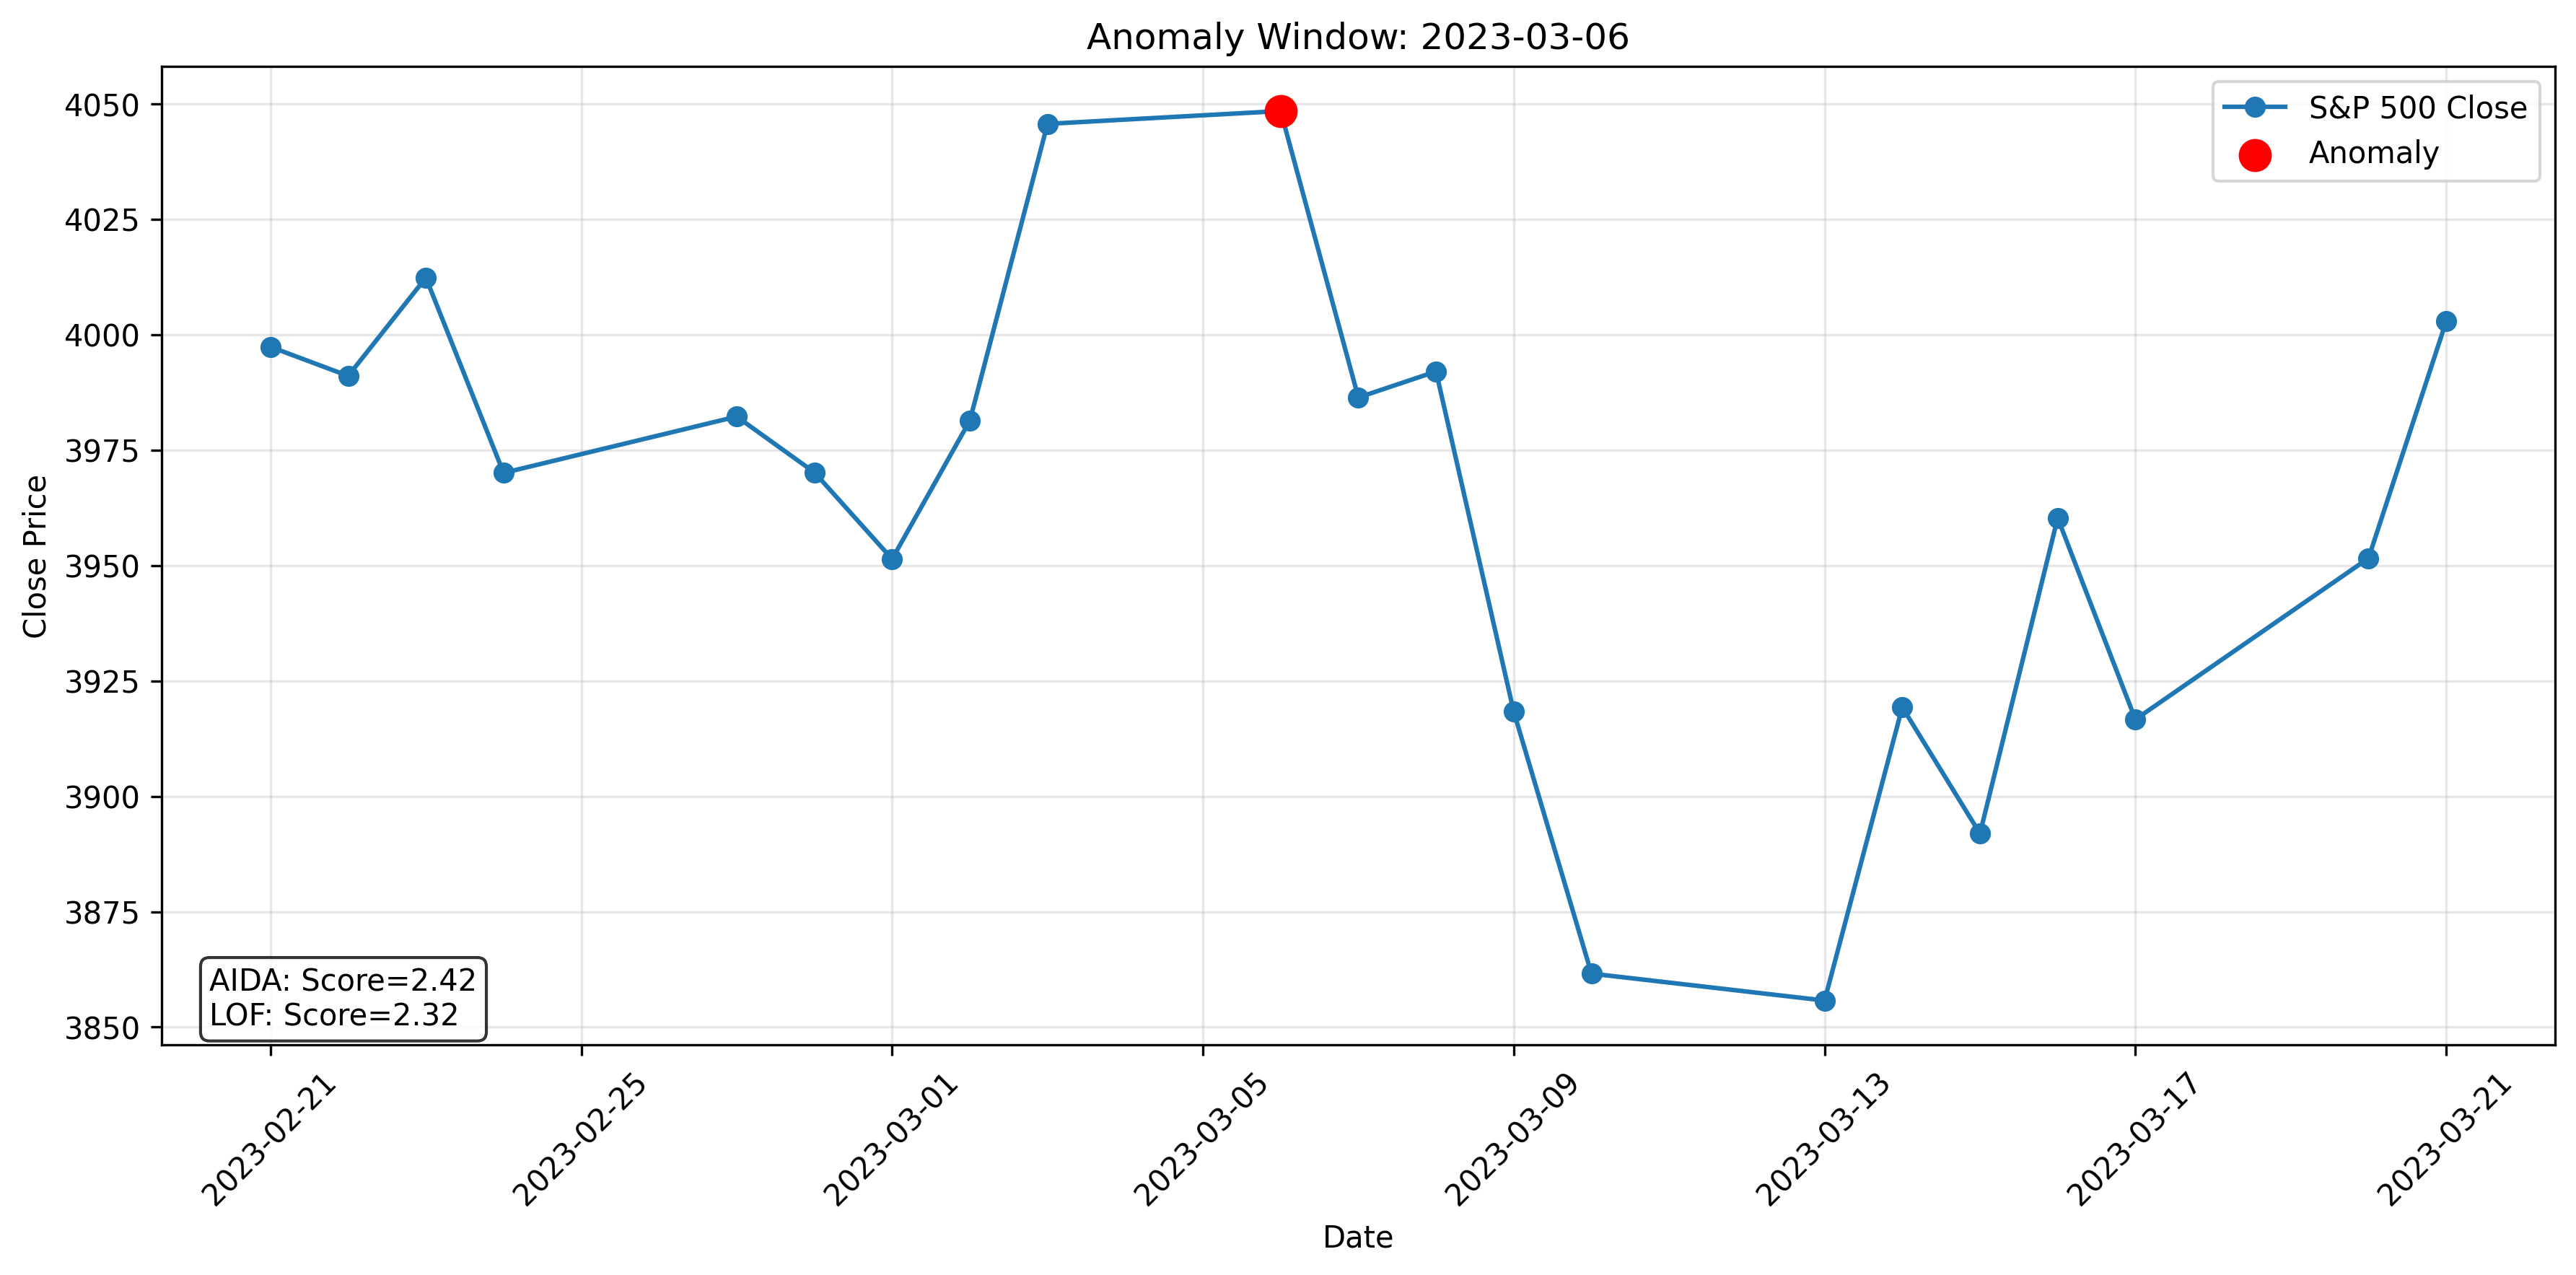 Anomaly Window: 2023-03-06
S&P 500 Close
Anomaly
Close Price
4050
4025
4000
3975
3950
3925
3900
3875
3850
AIDA: Score=2.42
LOF: Score=2.32
2023-02-21
2023-02-25
2023-03-01
2023-03-05
2023-03-09
2023-03-13
2023-03-17
2023-03-21
Date